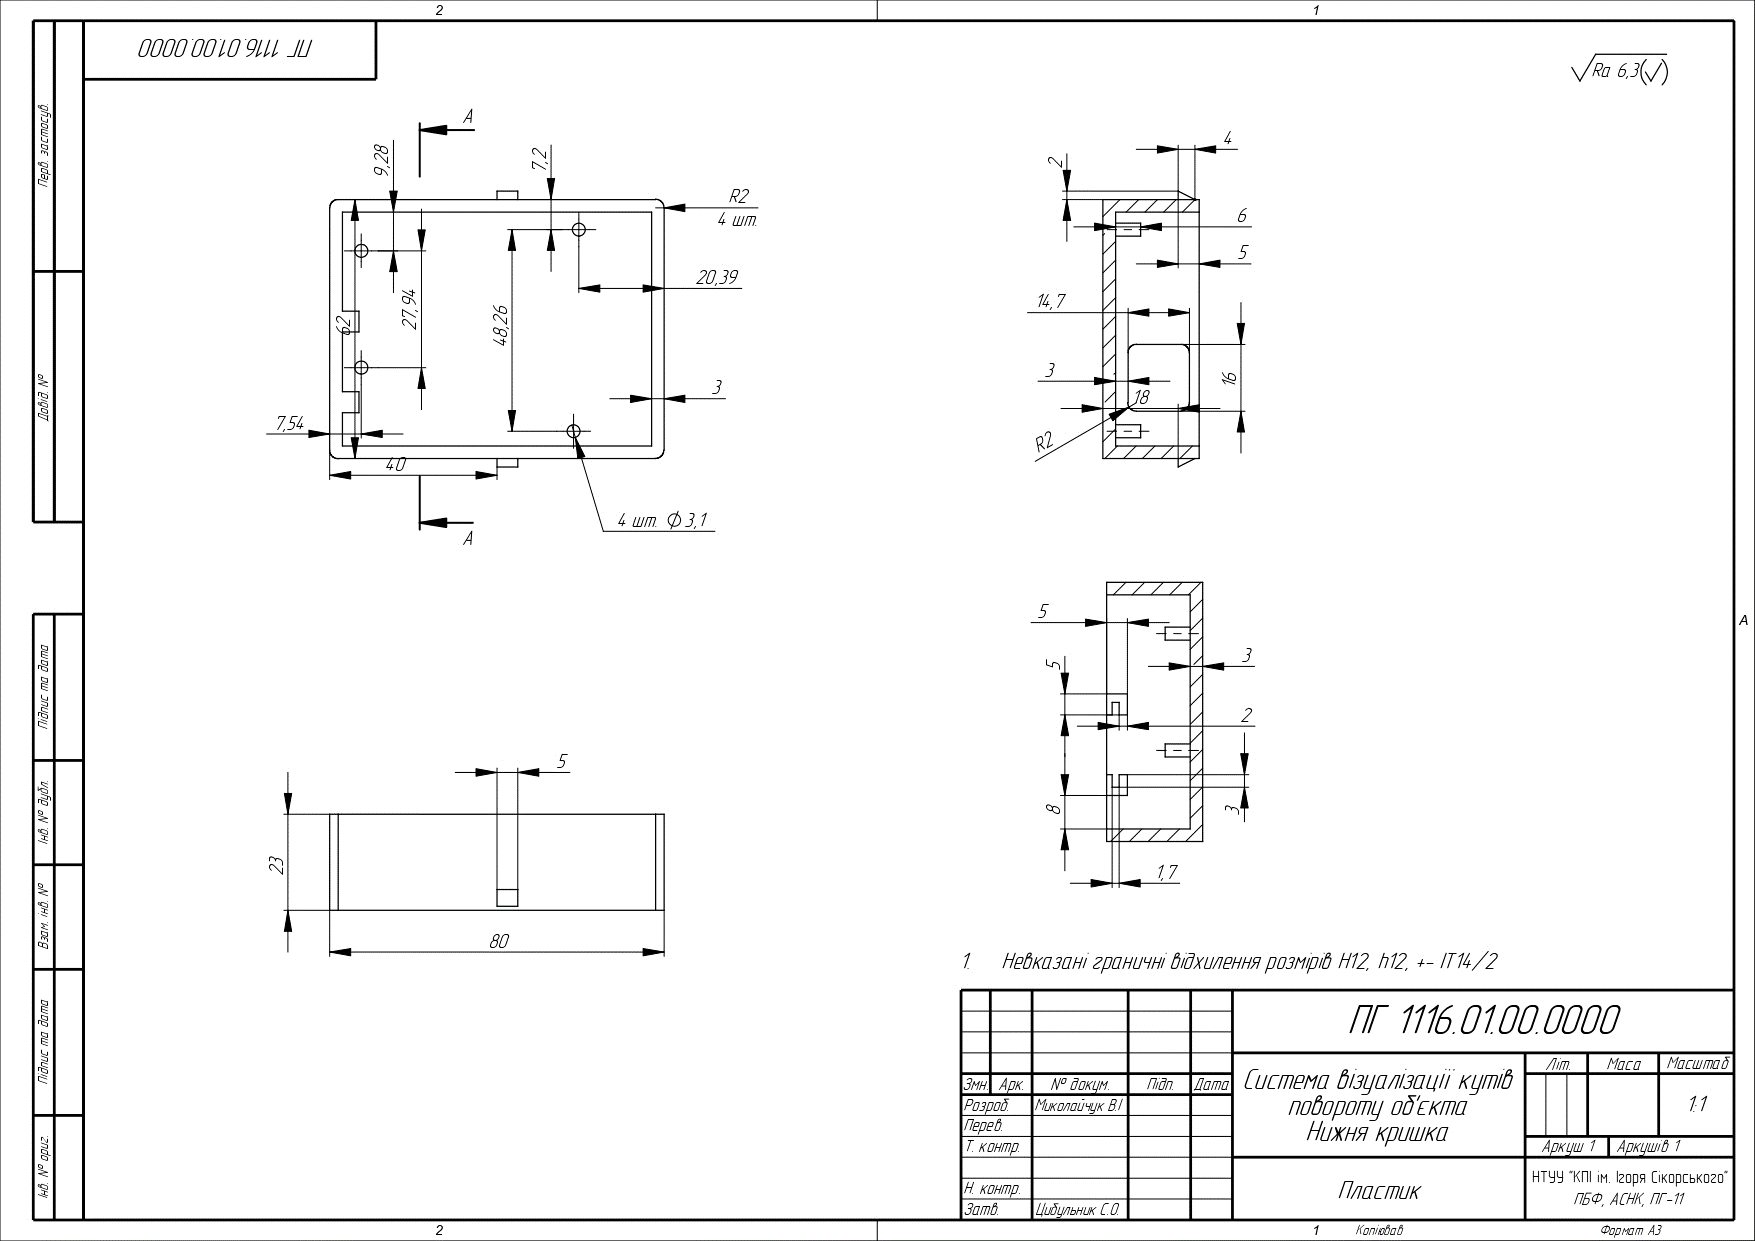 2
1
ПГ 1116.01.00.0000
Ra 6,3(√)
Перв. застосув.
Довід. №
Підпис та дата
Інв. № дубл.
Взам. інв. №
Підпис та дата
Інв. № ориг.
A
A
9,28
7,2
R2
4 шт.
20,39
27,94
62
48,26
3
7,54
40
4 шт. ϕ3,1
A
4
2
6
5
14,7
3
18
16
R2
5
5
3
2
8
3
1,7
5
23
80
1. Невказані граничні відхилення розмірів H12, h12, +- IT14/2
ПГ 1116.01.00.0000
Змн. Арк. № докум. Підп. Дата
Розроб. Миколайчук В.І
Перев.
Т. контр.
Н. контр.
Затв. Цибульник С.О.
Система візуалізації кутів
повороту об'єкта
Нижня кришка
Пластик
Літ. Маса Масштаб
1:1
Аркуш 1 Аркушів 1
НТУУ "КПІ ім. Ігоря Сікорського"
ПБФ, АСНК, ПГ-11
2
1
Копіював
Формат А3